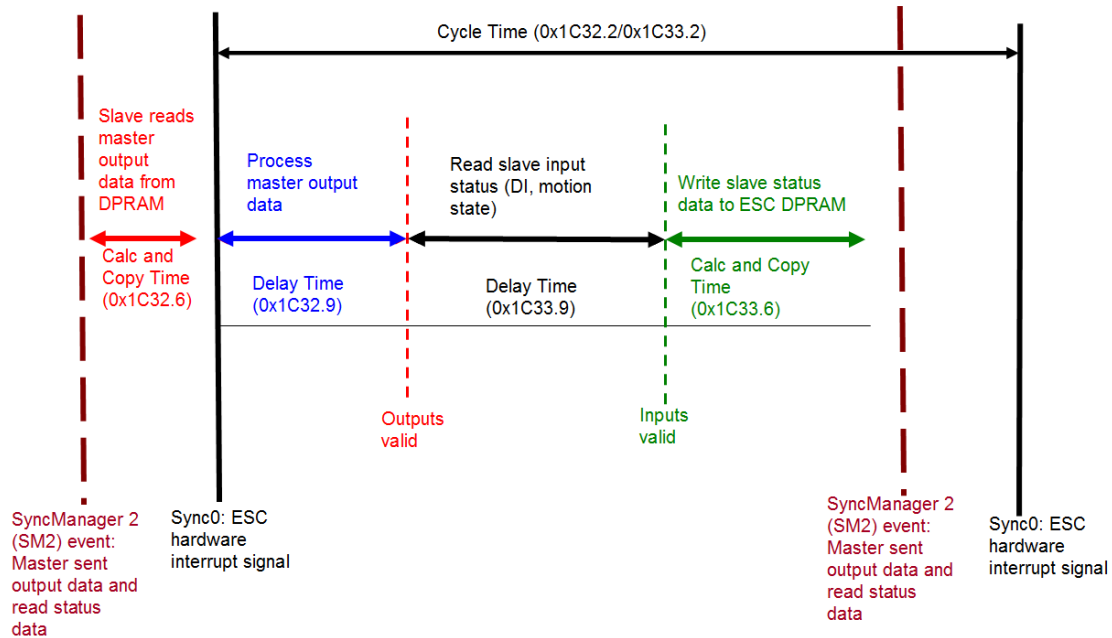 Cycle Time (0x1C32.2/0x1C33.2)
Slave reads
master
output
data from
DPRAM
Calc and
Copy Time
(0x1C32.6)
Process
master output
data
Delay Time
(0x1C32.9)
Read slave input
status (DI, motion
state)
Delay Time
(0x1C33.9)
Write slave status
data to ESC DPRAM
Calc and Copy
Time
(0x1C33.6)
Outputs
valid
Inputs
valid
SyncManager 2
(SM2) event:
Master sent
output data and
read status
data
Sync0: ESC
hardware
interrupt signal
SyncManager 2
(SM2) event:
Master sent
output data and
read status
data
Sync0: ESC
hardware
interrupt signal